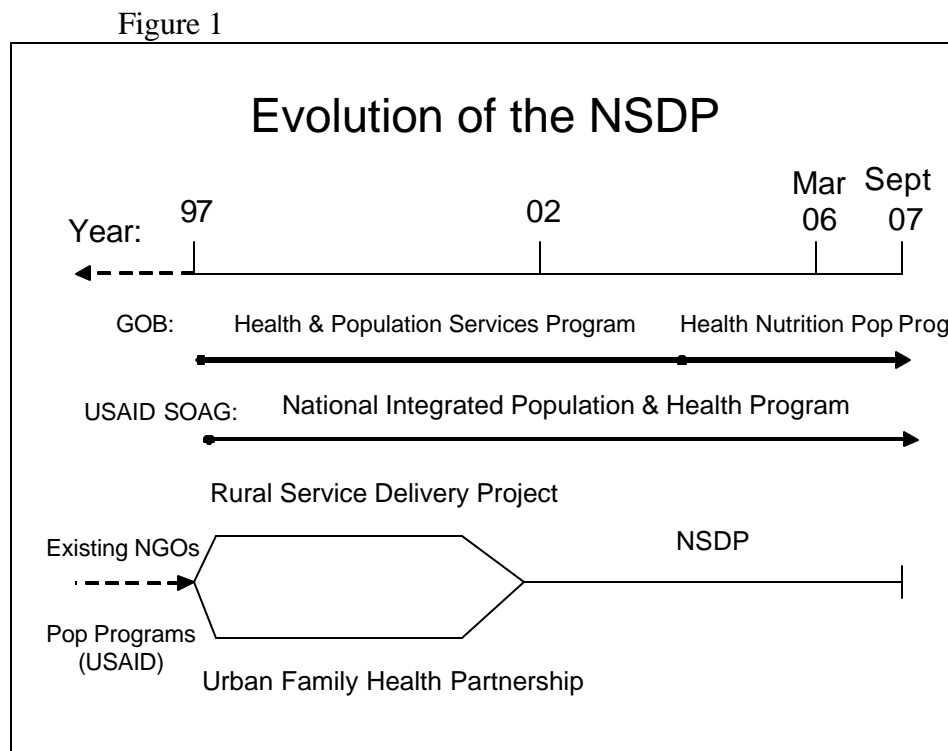 Figure 1
Evolution of the NSDP
Mar Sept
Year: 97 02 06 07
GOB: Health & Population Services Program Health Nutrition Pop Prog
USAID SOAG: National Integrated Population & Health Program
Rural Service Delivery Project
Existing NGOs NSDP
Pop Programs
(USAID)
Urban Family Health Partnership